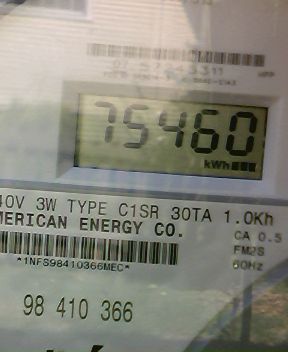 75460
kWh
40V 3W TYPE C1SR 30TA 1.0Kh
MERICAN ENERGY CO.
CA 0.5
FM2S
60Hz
*1NFS98410366MEC*
98 410 366